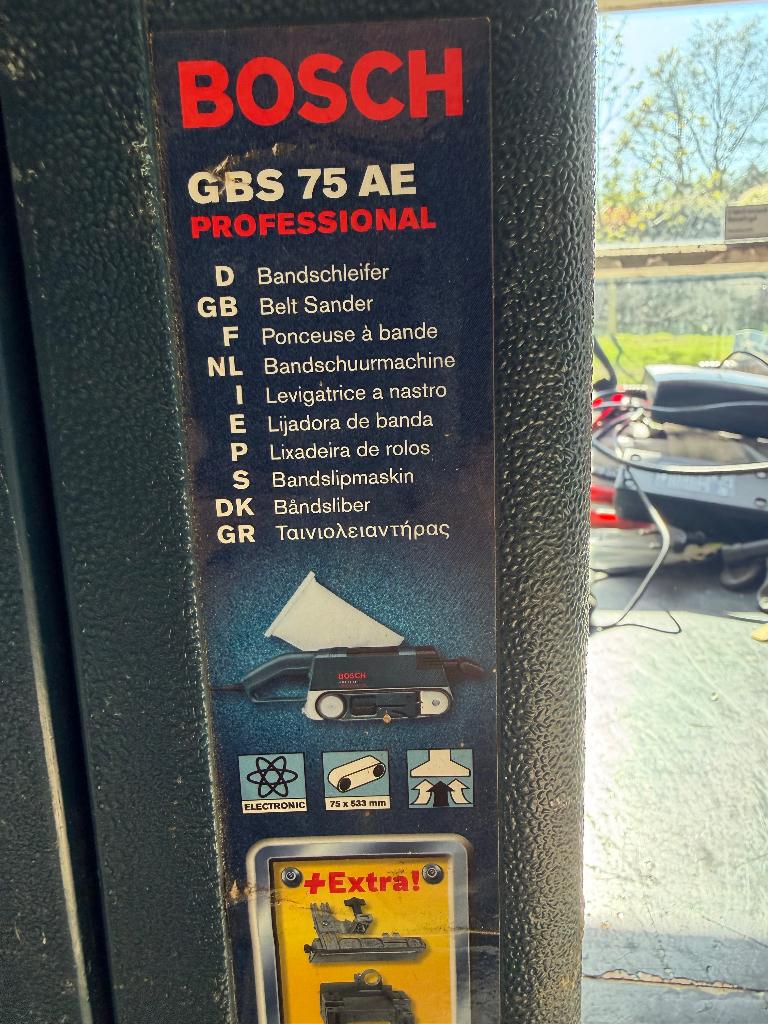 BOSCH
GBS 75 AE
PROFESSIONAL
D Bandschleifer
GB Belt Sander
F Ponceuse à bande
NL Bandschuurmachine
I Levigatrice a nastro
E Lijadora de banda
P Lixadeira de rolos
S Bandslipmaskin
DK Båndsliber
GR Ταινιολειαντήρας
BOSCH
ELECTRONIC
75 x 533 mm
+Extra!